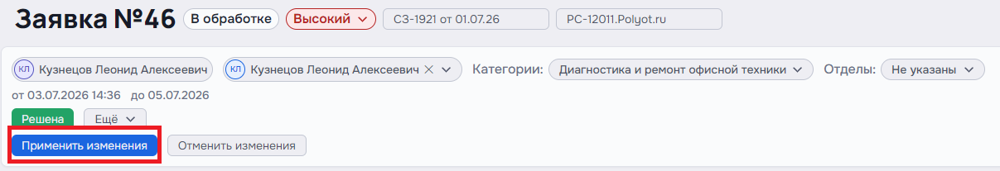 Заявка №46 В обработке Высокий СЗ-1921 от 01.07.26 РС-12011.Polyot.ru
КЛ Кузнецов Леонид Алексеевич КЛ Кузнецов Леонид Алексеевич Категории: Диагностика и ремонт офисной техники Отделы: Не указаны
от 03.07.2026 14:36 до 05.07.2026
Решена Ещё
Применить изменения Отменить изменения